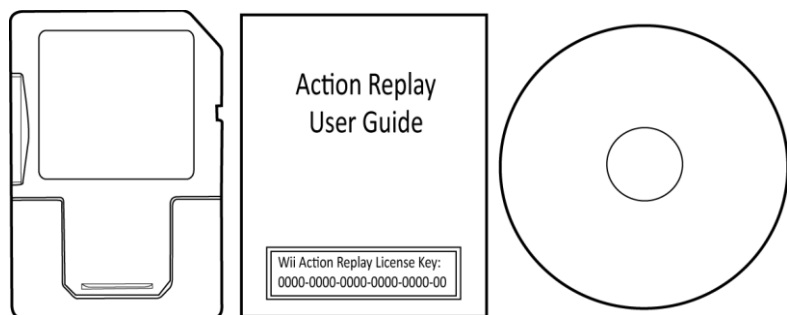 Action Replay
User Guide
Wii Action Replay License Key:
0000-0000-0000-0000-0000-00